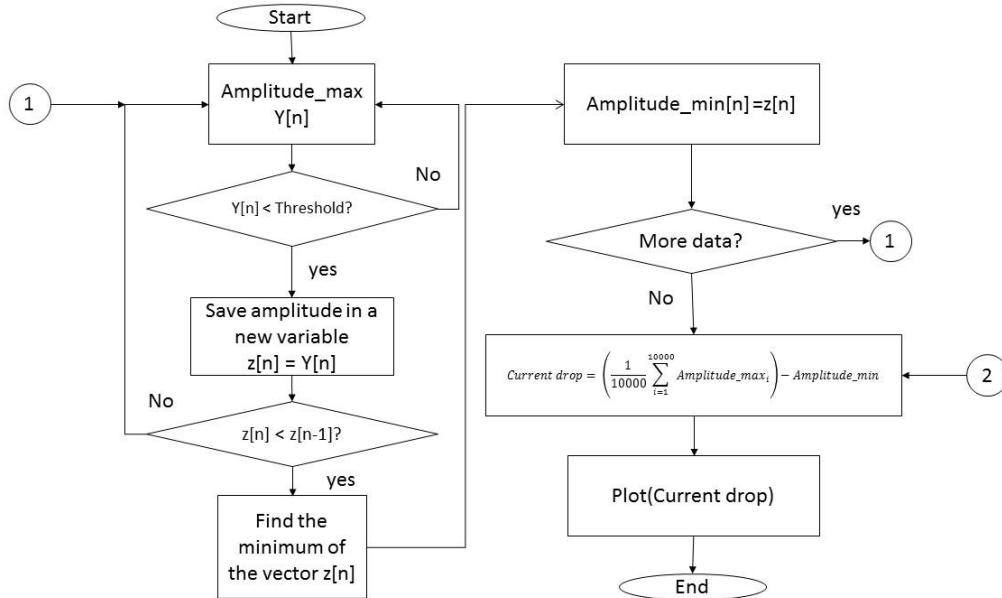 Start
1
Amplitude_max
Y[n]
No
Y[n] < Threshold?
yes
Save amplitude in a
new variable
z[n] = Y[n]
No
z[n] < z[n-1]?
yes
Find the
minimum of
the vector z[n]
Amplitude_min[n]=z[n]
yes
More data?
1
No
Current drop = (1/10000 10000∑i=1 Amplitude_max_i) − Amplitude_min
2
Plot(Current drop)
End